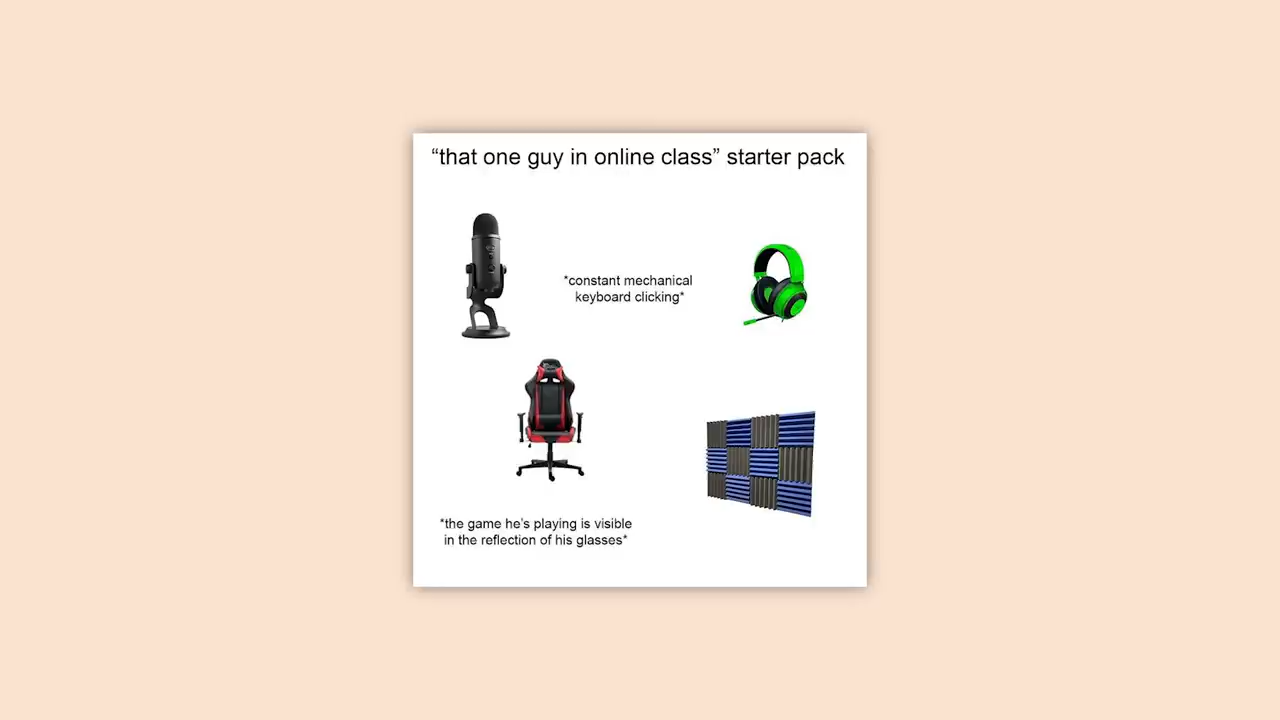 “that one guy in online class” starter pack
*constant mechanical
keyboard clicking*
*the game he's playing is visible
in the reflection of his glasses*